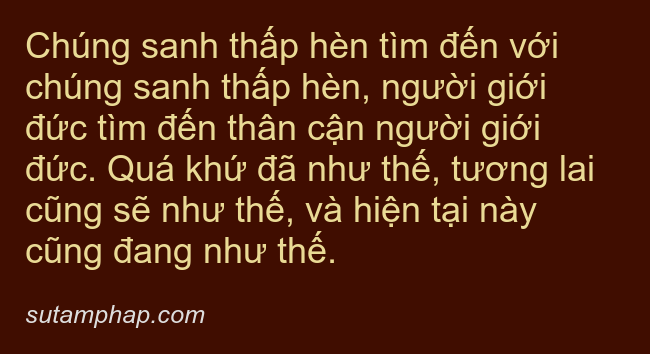 Chúng sanh thấp hèn tìm đến với
chúng sanh thấp hèn, người giới
đức tìm đến thân cận người giới
đức. Quá khứ đã như thế, tương lai
cũng sẽ như thế, và hiện tại này
cũng đang như thế.
sutamphap.com